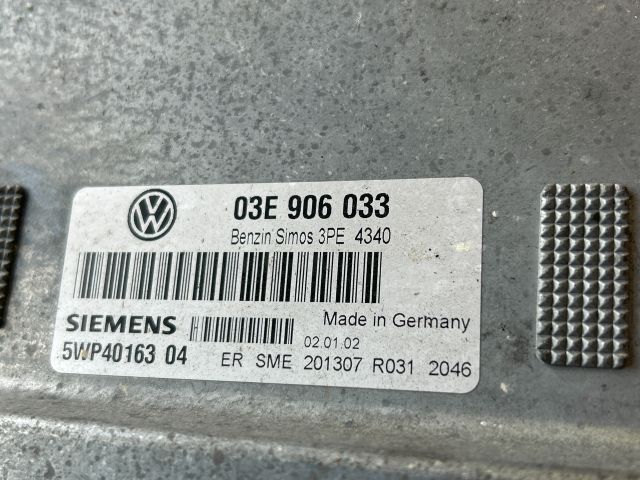 VW
03E 906 033
Benzin Simos 3PE 4340
SIEMENS
Made in Germany
02.01.02
5WP40163 04
ER SME 201307 R031 2046